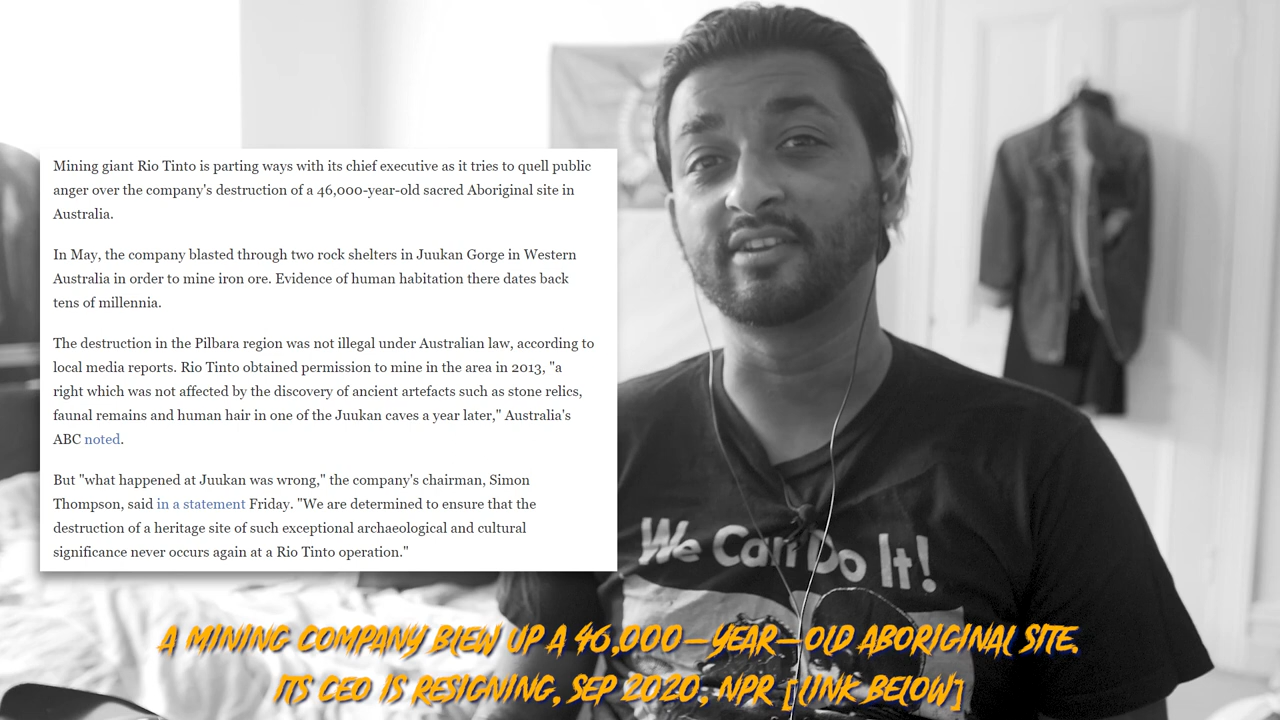 Mining giant Rio Tinto is parting ways with its chief executive as it tries to quell public
anger over the company's destruction of a 46,000-year-old sacred Aboriginal site in
Australia.
In May, the company blasted through two rock shelters in Juukan Gorge in Western
Australia in order to mine iron ore. Evidence of human habitation there dates back
tens of millennia.
The destruction in the Pilbara region was not illegal under Australian law, according to
local media reports. Rio Tinto obtained permission to mine in the area in 2013, "a
right which was not affected by the discovery of ancient artefacts such as stone relics,
faunal remains and human hair in one of the Juukan caves a year later," Australia's
ABC noted.
But "what happened at Juukan was wrong," the company's chairman, Simon
Thompson, said in a statement Friday. "We are determined to ensure that the
destruction of a heritage site of such exceptional archaeological and cultural
significance never occurs again at a Rio Tinto operation."
We Can Do It!
A MINING COMPANY BLEW UP A 46,000-YEAR-OLD ABORIGINAL SITE.
ITS CEO IS RESIGNING, SEP 2020, NPR [LINK BELOW]